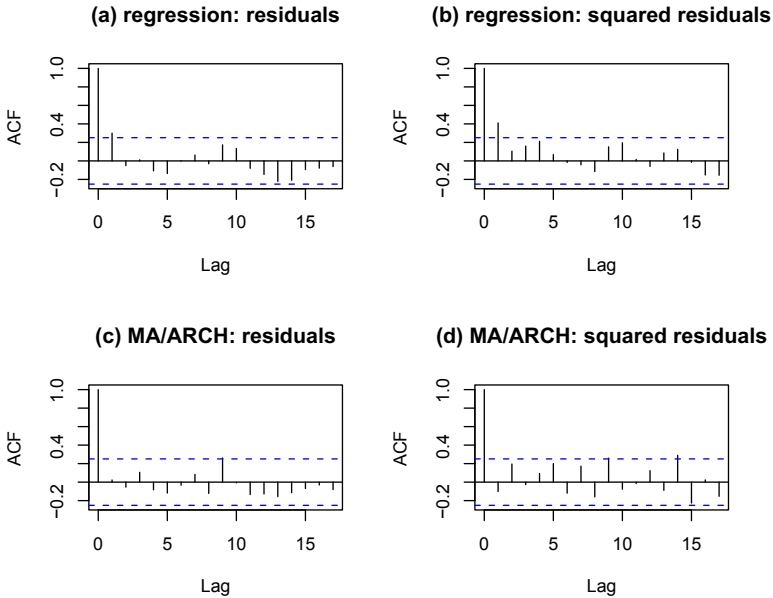 (a) regression: residuals
ACF
1.0
0.4
−0.2
0 5 10 15
Lag
(b) regression: squared residuals
ACF
1.0
0.4
−0.2
0 5 10 15
Lag
(c) MA/ARCH: residuals
ACF
1.0
0.4
−0.2
0 5 10 15
Lag
(d) MA/ARCH: squared residuals
ACF
1.0
0.4
−0.2
0 5 10 15
Lag